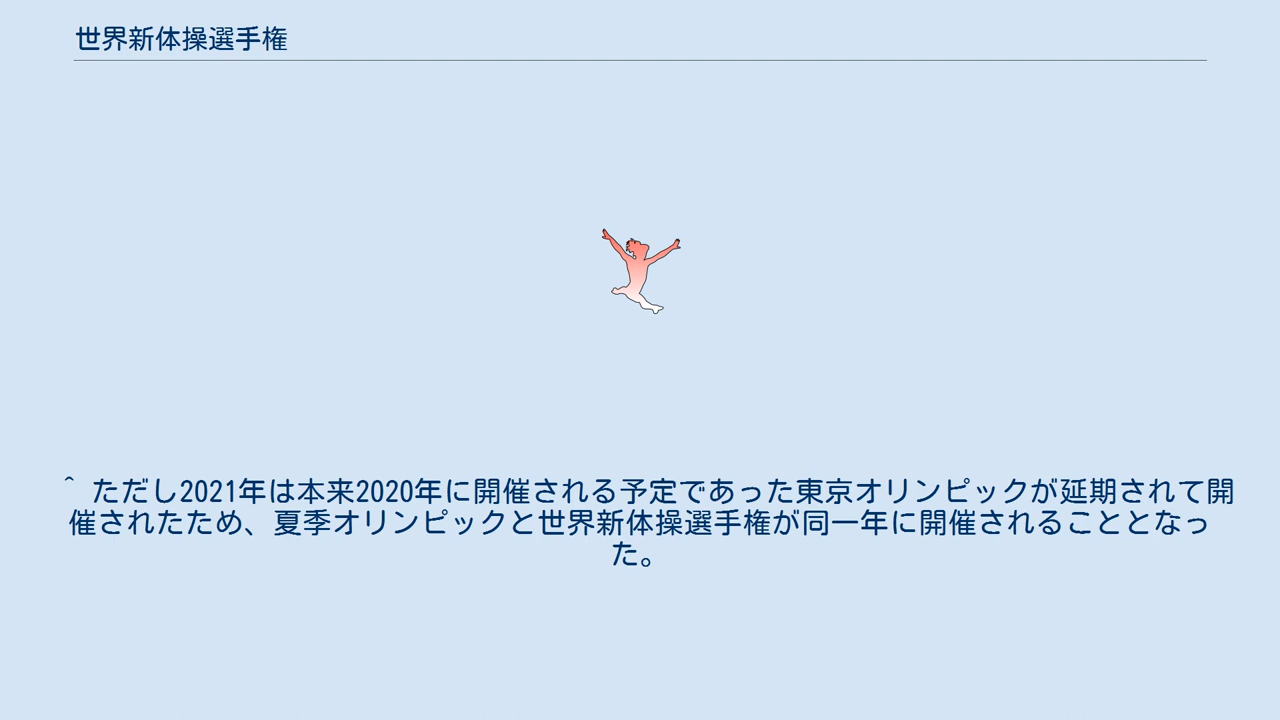 世界新体操選手権
^ ただし2021年は本来2020年に開催される予定であった東京オリンピックが延期されて開
催されたため、夏季オリンピックと世界新体操選手権が同一年に開催されることとなっ
た。